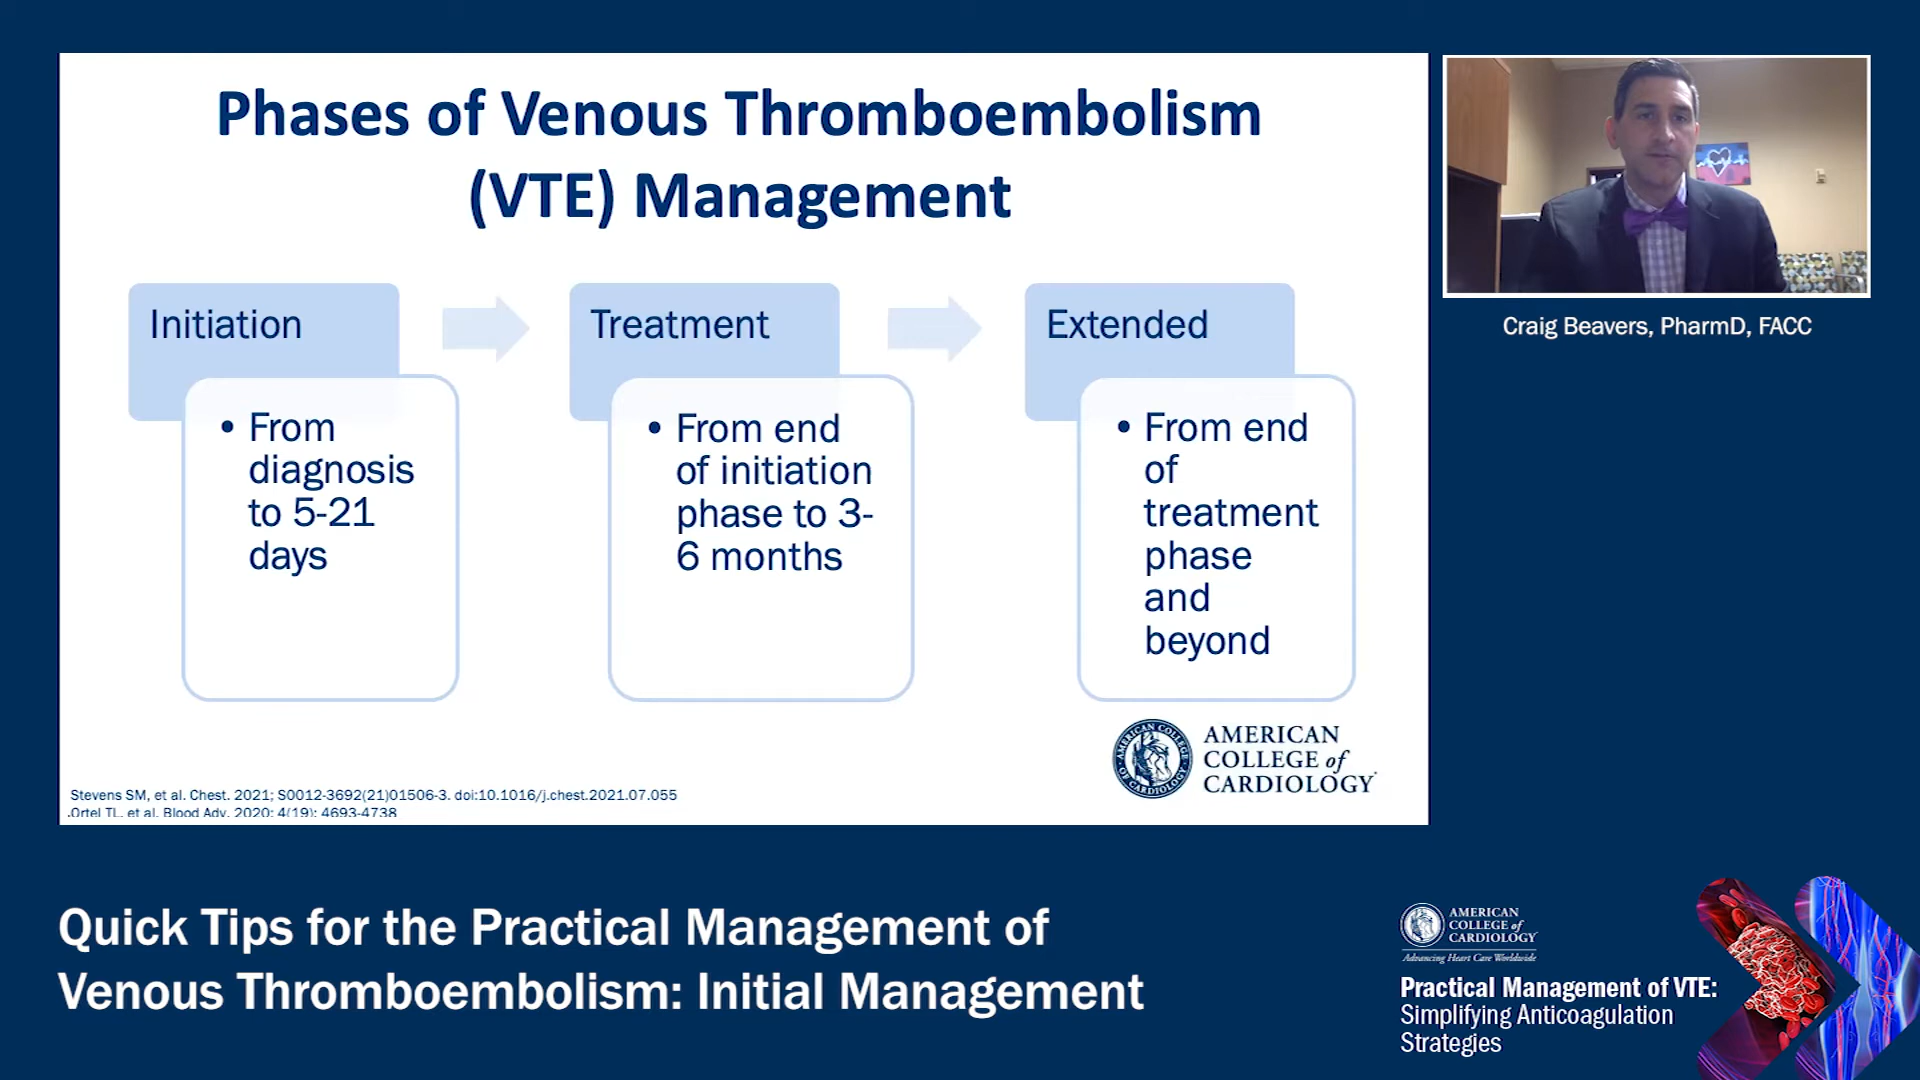 Phases of Venous Thromboembolism
(VTE) Management
Initiation
• From
diagnosis
to 5-21
days
Treatment
• From end
of initiation
phase to 3-
6 months
Extended
• From end
of
treatment
phase
and
beyond
AMERICAN
COLLEGE of
CARDIOLOGY
Stevens SM, et al. Chest. 2021; S0012-3692(21)01506-3. doi:10.1016/j.chest.2021.07.055
.Ortel TL, et al. Blood Adv. 2020; 4(19): 4693-4738
Craig Beavers, PharmD, FACC
Quick Tips for the Practical Management of
Venous Thromboembolism: Initial Management
AMERICAN
COLLEGE of
CARDIOLOGY
Advancing Heart Care Worldwide
Practical Management of VTE:
Simplifying Anticoagulation
Strategies